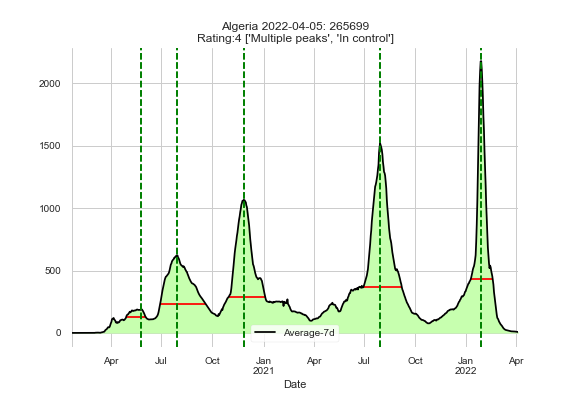 Algeria 2022-04-05: 265699
Rating:4 ['Multiple peaks', 'In control']
2000
1500
1000
500
0
Average-7d
Apr Jul Oct Jan Apr Jul Oct Jan Apr
2021 2022
Date